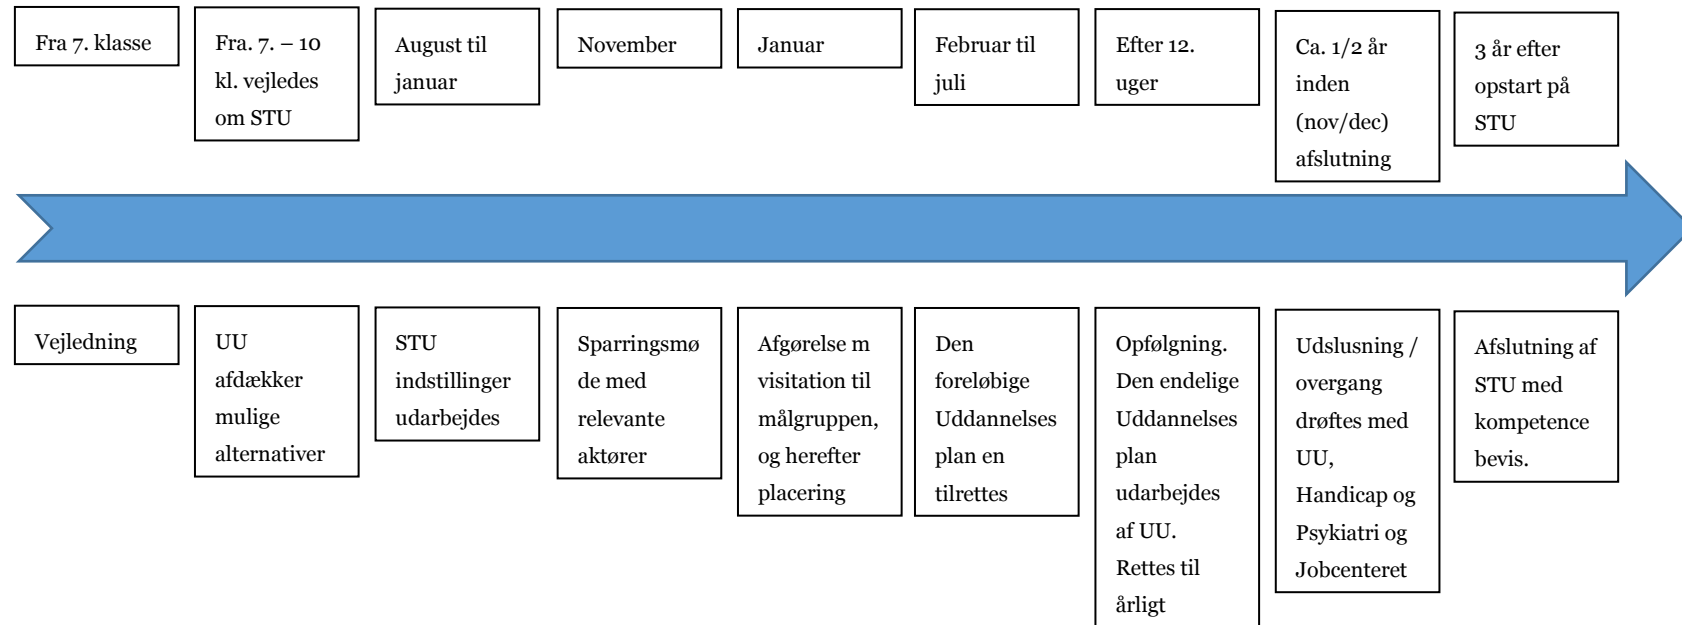 Fra 7. klasse
Fra. 7. – 10
kl. vejledes
om STU
August til
januar
November
Januar
Februar til
juli
Efter 12.
uger
Ca. 1/2 år
inden
(nov/dec)
afslutning
3 år efter
opstart på
STU
Vejledning
UU
afdækker
mulige
alternativer
STU
indstillinger
udarbejdes
Sparringsmø
de med
relevante
aktører
Afgørelse m
visitation til
målgruppen,
og herefter
placering
Den
foreløbige
Uddannelses
plan en
tilrettes
Opfølgning.
Den endelige
Uddannelses
plan
udarbejdes
af UU.
Rettes til
årligt
Udslusning /
overgang
drøftes med
UU,
Handicap og
Psykiatri og
Jobcenteret
Afslutning af
STU med
kompetence
bevis.